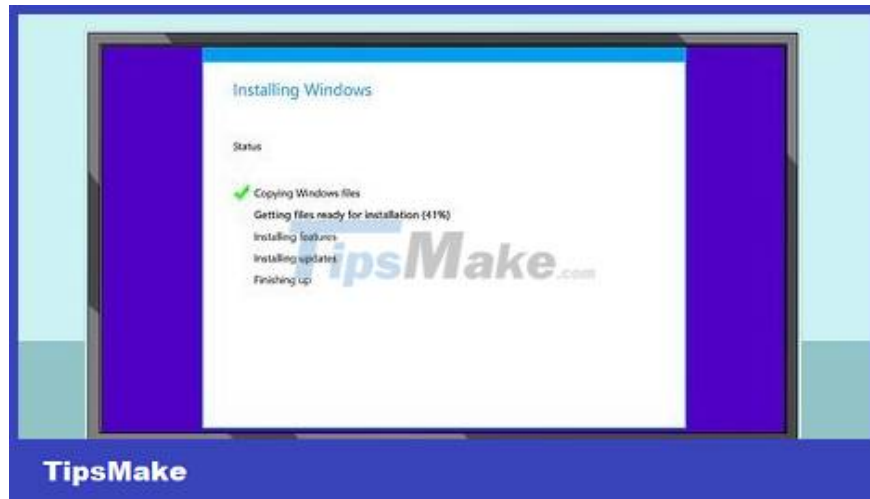 Installing Windows
Status
Copying Windows files
Getting files ready for installation (41%)
Installing features
Installing updates
Finishing up
TipsMake.com
TipsMake